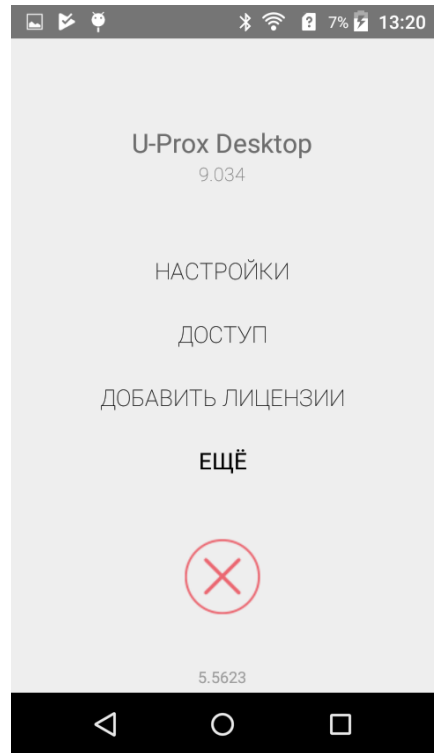 7% 13:20
U-Prox Desktop
9.034
НАСТРОЙКИ
ДОСТУП
ДОБАВИТЬ ЛИЦЕНЗИИ
ЕЩЁ
5.5623